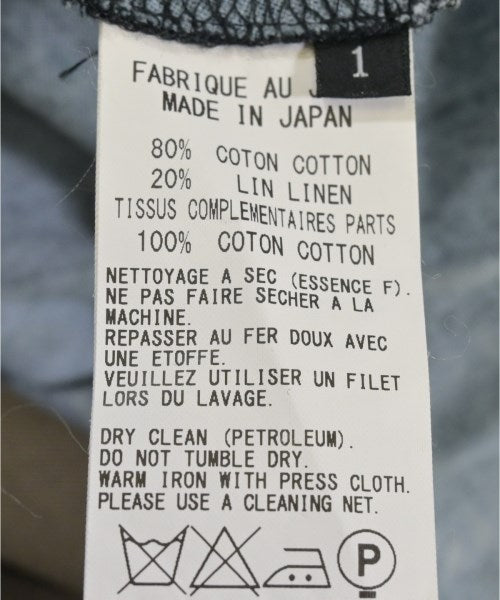 1
FABRIQUE AU
MADE IN JAPAN
80% COTON COTTON
20% LIN LINEN
TISSUS COMPLEMENTAIRES PARTS
100% COTON COTTON
NETTOYAGE A SEC (ESSENCE F).
NE PAS FAIRE SECHER A LA
MACHINE.
REPASSER AU FER DOUX AVEC
UNE ETOFFE.
VEUILLEZ UTILISER UN FILET
LORS DU LAVAGE.
DRY CLEAN (PETROLEUM).
DO NOT TUMBLE DRY.
WARM IRON WITH PRESS CLOTH.
PLEASE USE A CLEANING NET.
P